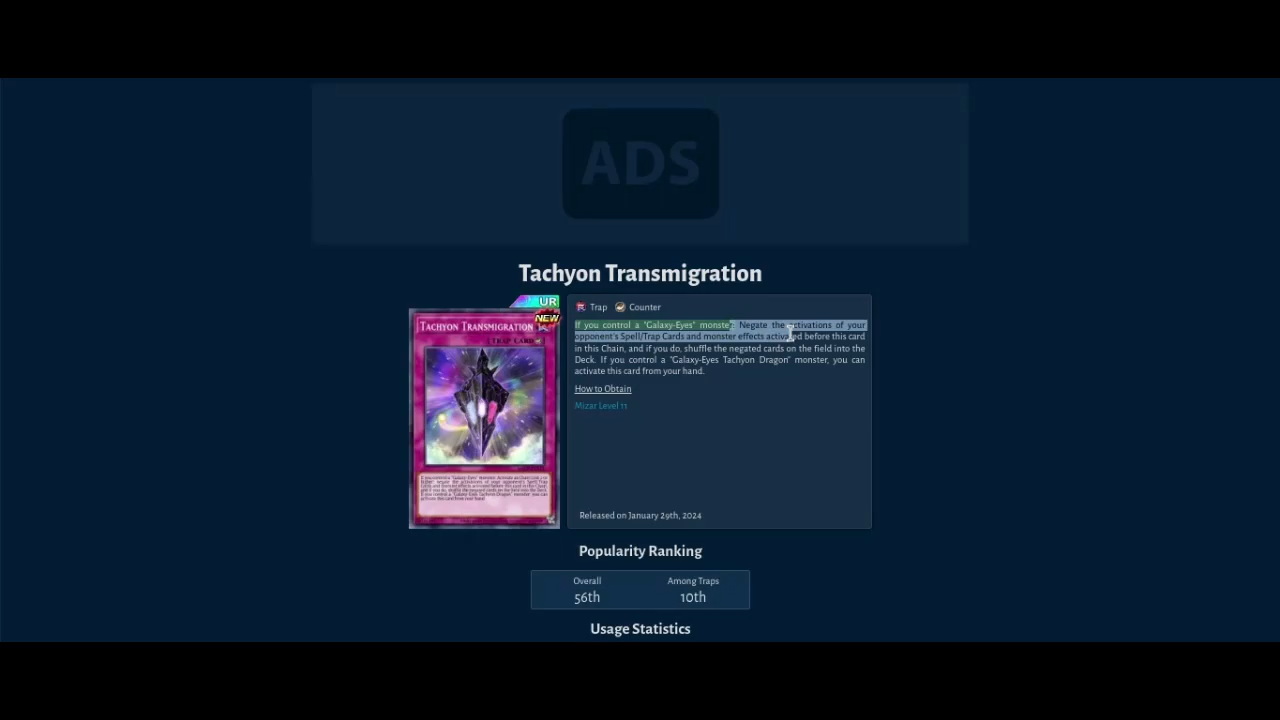 ADS
Tachyon Transmigration
UR
NEW
TACHYON TRANSMIGRATION
Trap Counter
If you control a "Galaxy-Eyes" monster: Negate the activations of your
opponent's Spell/Trap Cards and monster effects activated before this card
in this Chain, and if you do, shuffle the negated cards on the field into the
Deck. If you control a "Galaxy-Eyes Tachyon Dragon" monster, you can
activate this card from your hand.
How to Obtain
Mizar Level 11
Released on January 29th, 2024
Popularity Ranking
Overall Among Traps
56th 10th
Usage Statistics